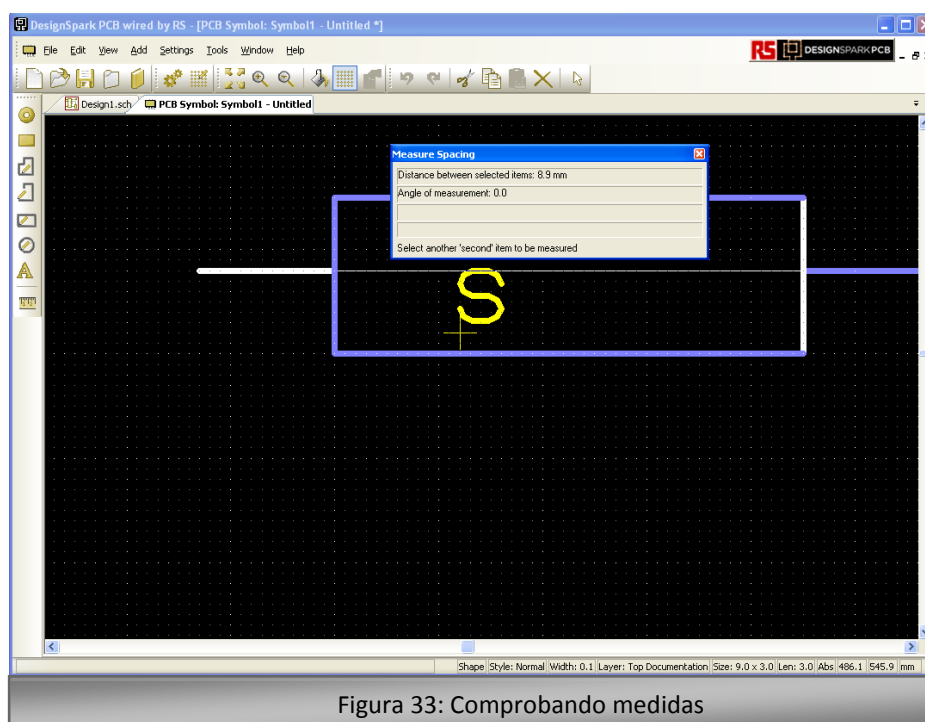 DesignSpark PCB wired by RS - [PCB Symbol: Symbol1 - Untitled *]
File Edit View Add Settings Tools Window Help
RS DESIGNSPARK PCB
Design1.sch PCB Symbol: Symbol1 - Untitled
Measure Spacing
Distance between selected items: 8.9 mm
Angle of measurement: 0.0
Select another 'second' item to be measured
S
A
Shape Style: Normal Width: 0.1 Layer: Top Documentation Size: 9.0 x 3.0 Len: 3.0 Abs 486.1 545.9 mm
Figura 33: Comprobando medidas